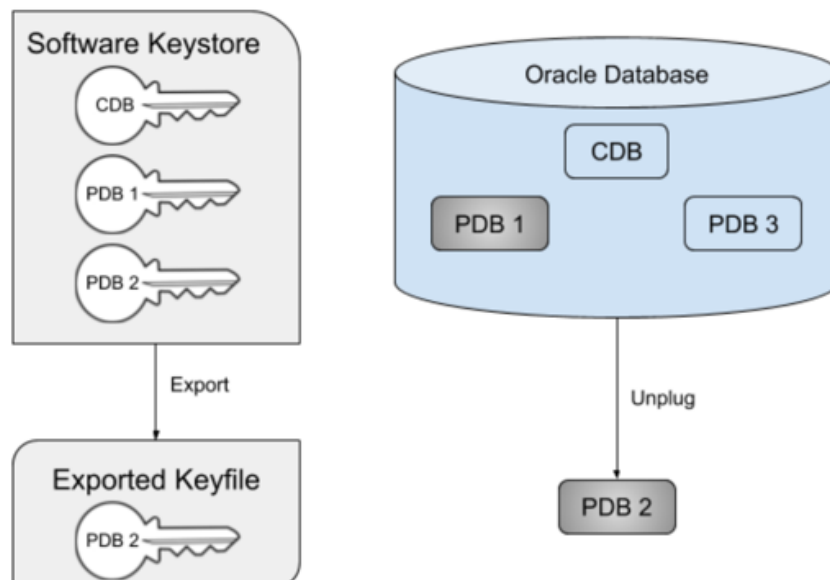 Software Keystore
CDB
PDB 1
PDB 2
Export
Exported Keyfile
PDB 2
Oracle Database
CDB
PDB 1
PDB 3
Unplug
PDB 2